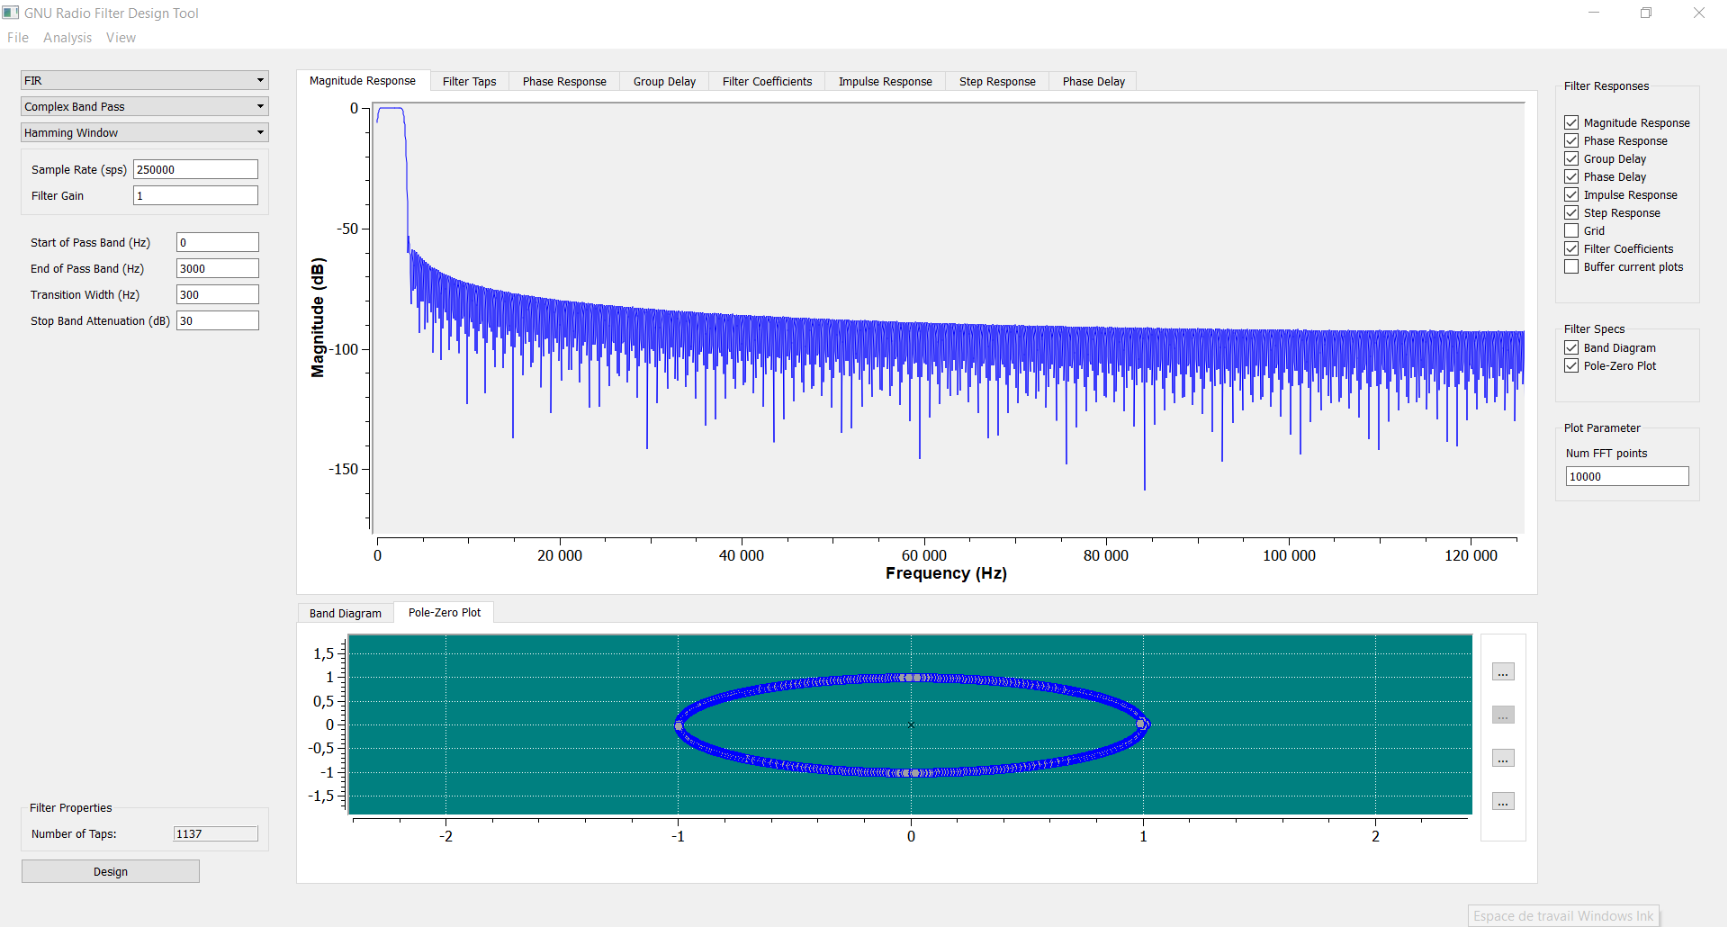 GNU Radio Filter Design Tool
File Analysis View
FIR
Complex Band Pass
Hamming Window
Sample Rate (sps) 250000
Filter Gain 1
Start of Pass Band (Hz) 0
End of Pass Band (Hz) 3000
Transition Width (Hz) 300
Stop Band Attenuation (dB) 30
Filter Properties
Number of Taps: 1137
Design
Magnitude Response Filter Taps Phase Response Group Delay Filter Coefficients Impulse Response Step Response Phase Delay
0
-50
-100
-150
Magnitude (dB)
0 20 000 40 000 60 000 80 000 100 000 120 000
Frequency (Hz)
Band Diagram Pole-Zero Plot
1,5
1
0,5
0
-0,5
-1
-1,5
-2 -1 0 1 2
...
...
...
...
Filter Responses
Magnitude Response
Phase Response
Group Delay
Phase Delay
Impulse Response
Step Response
Grid
Filter Coefficients
Buffer current plots
Filter Specs
Band Diagram
Pole-Zero Plot
Plot Parameter
Num FFT points
10000
Espace de travail Windows Ink